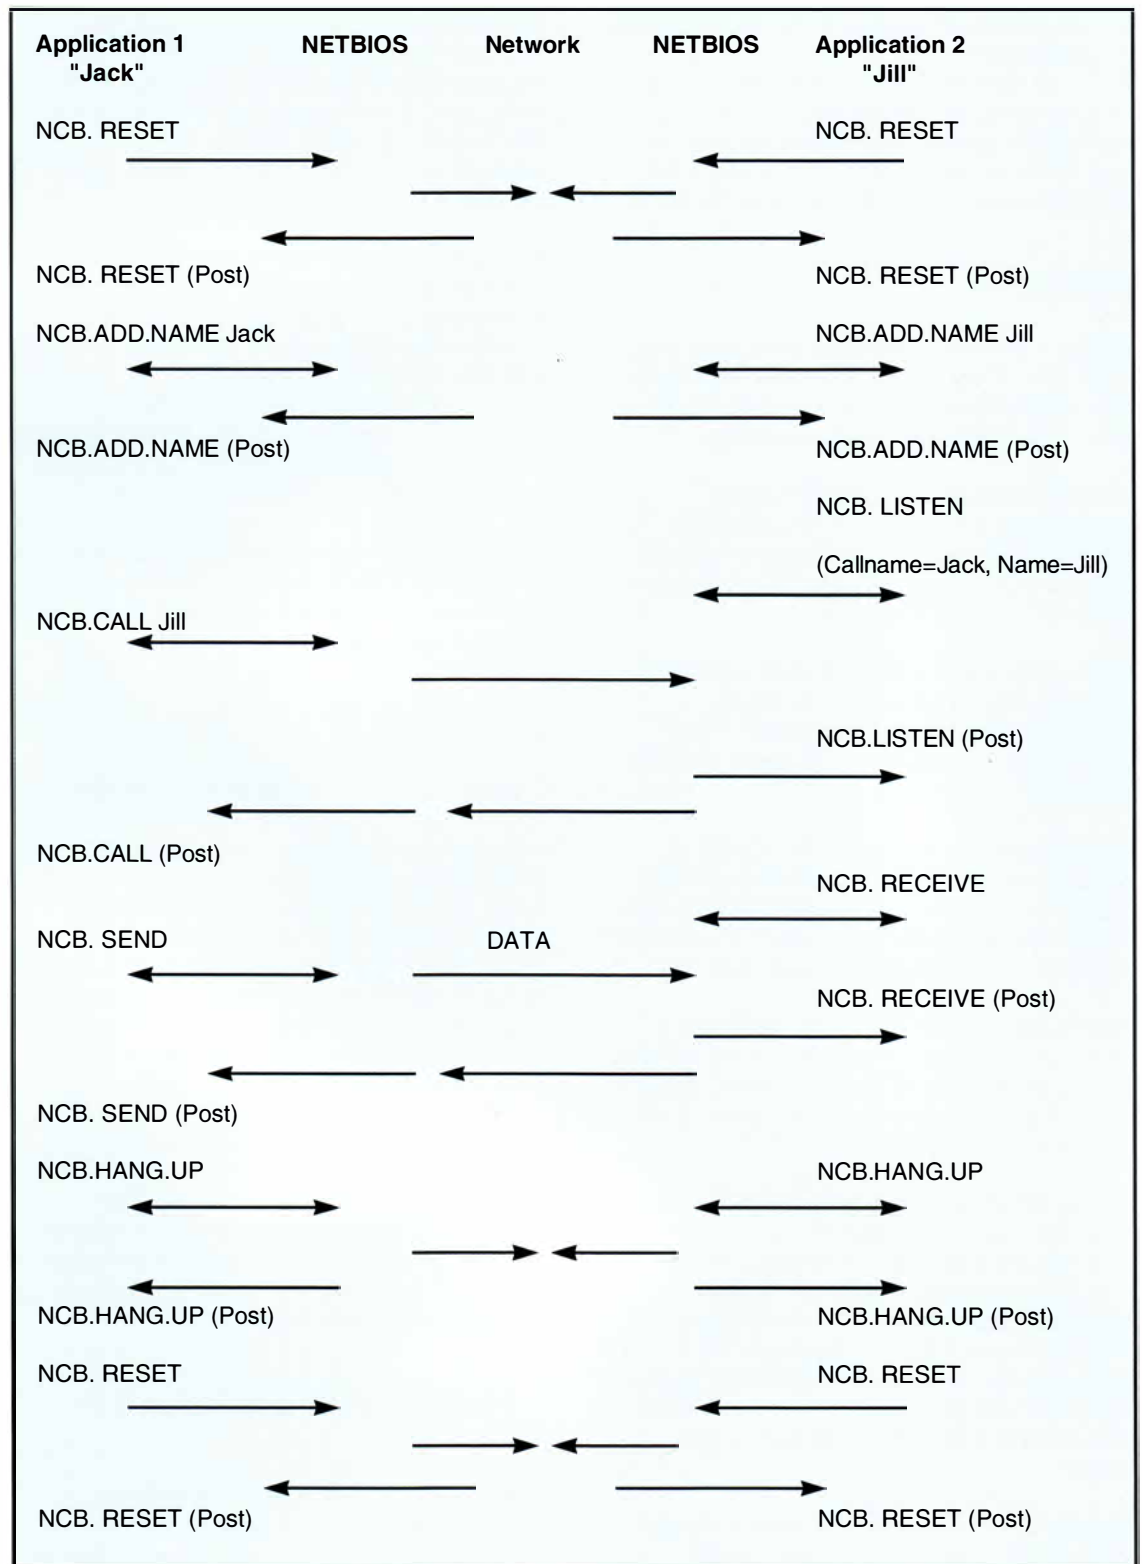 Application 1 NETBIOS Network NETBIOS Application 2
"Jack" "Jill"
NCB. RESET NCB. RESET
NCB. RESET (Post) NCB. RESET (Post)
NCB.ADD.NAME Jack NCB.ADD.NAME Jill
NCB.ADD.NAME (Post) NCB.ADD.NAME (Post)
NCB. LISTEN
(Callname=Jack, Name=Jill)
NCB.CALL Jill
NCB.LISTEN (Post)
NCB.CALL (Post)
NCB. RECEIVE
NCB. SEND DATA
NCB. RECEIVE (Post)
NCB. SEND (Post)
NCB.HANG.UP NCB.HANG.UP
NCB.HANG.UP (Post) NCB.HANG.UP (Post)
NCB. RESET NCB. RESET
NCB. RESET (Post) NCB. RESET (Post)